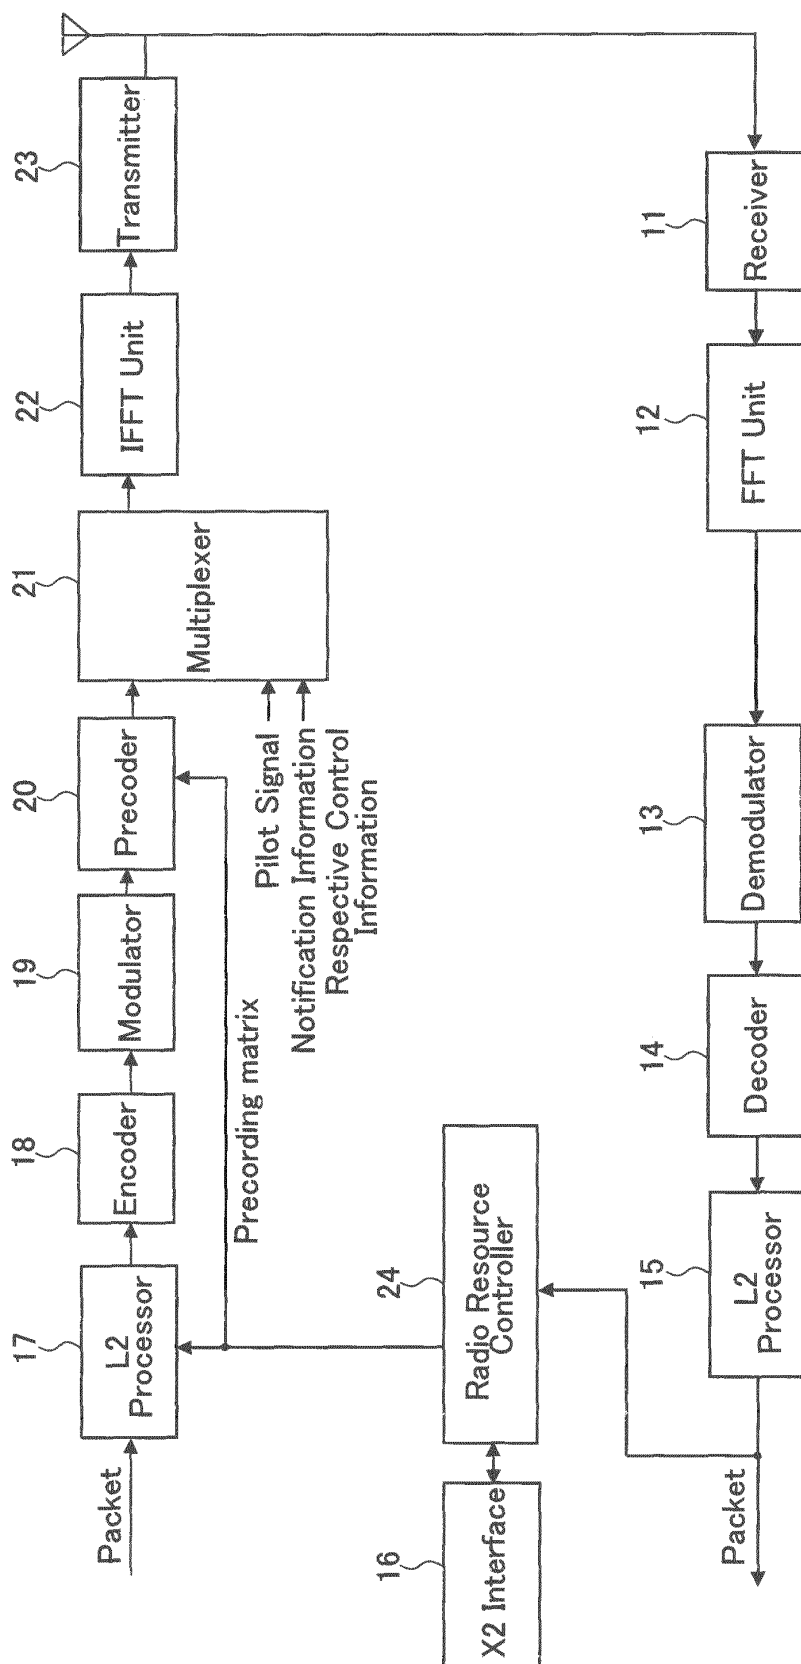 Packet
17
L2
Processor
18
Encoder
19
Modulator
20
Precoder
21
Multiplexer
22
IFFT Unit
23
Transmitter
Precording matrix
Pilot Signal
Notification Information
Respective Control
Information
16
X2 Interface
24
Radio Resource
Controller
Packet
15
L2
Processor
14
Decoder
13
Demodulator
12
FFT Unit
11
Receiver